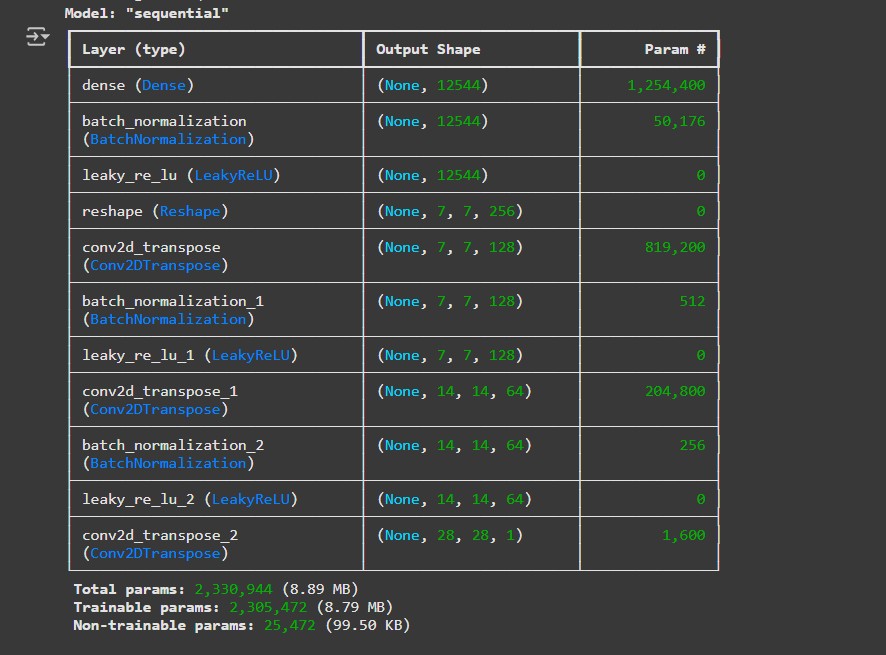 Model: "sequential"
Layer (type) Output Shape Param #
dense (Dense) (None, 12544) 1,254,400
batch_normalization (None, 12544) 50,176
(BatchNormalization)
leaky_re_lu (LeakyReLU) (None, 12544) 0
reshape (Reshape) (None, 7, 7, 256) 0
conv2d_transpose (None, 7, 7, 128) 819,200
(Conv2DTranspose)
batch_normalization_1 (None, 7, 7, 128) 512
(BatchNormalization)
leaky_re_lu_1 (LeakyReLU) (None, 7, 7, 128) 0
conv2d_transpose_1 (None, 14, 14, 64) 204,800
(Conv2DTranspose)
batch_normalization_2 (None, 14, 14, 64) 256
(BatchNormalization)
leaky_re_lu_2 (LeakyReLU) (None, 14, 14, 64) 0
conv2d_transpose_2 (None, 28, 28, 1) 1,600
(Conv2DTranspose)
Total params: 2,330,944 (8.89 MB)
Trainable params: 2,305,472 (8.79 MB)
Non-trainable params: 25,472 (99.50 KB)